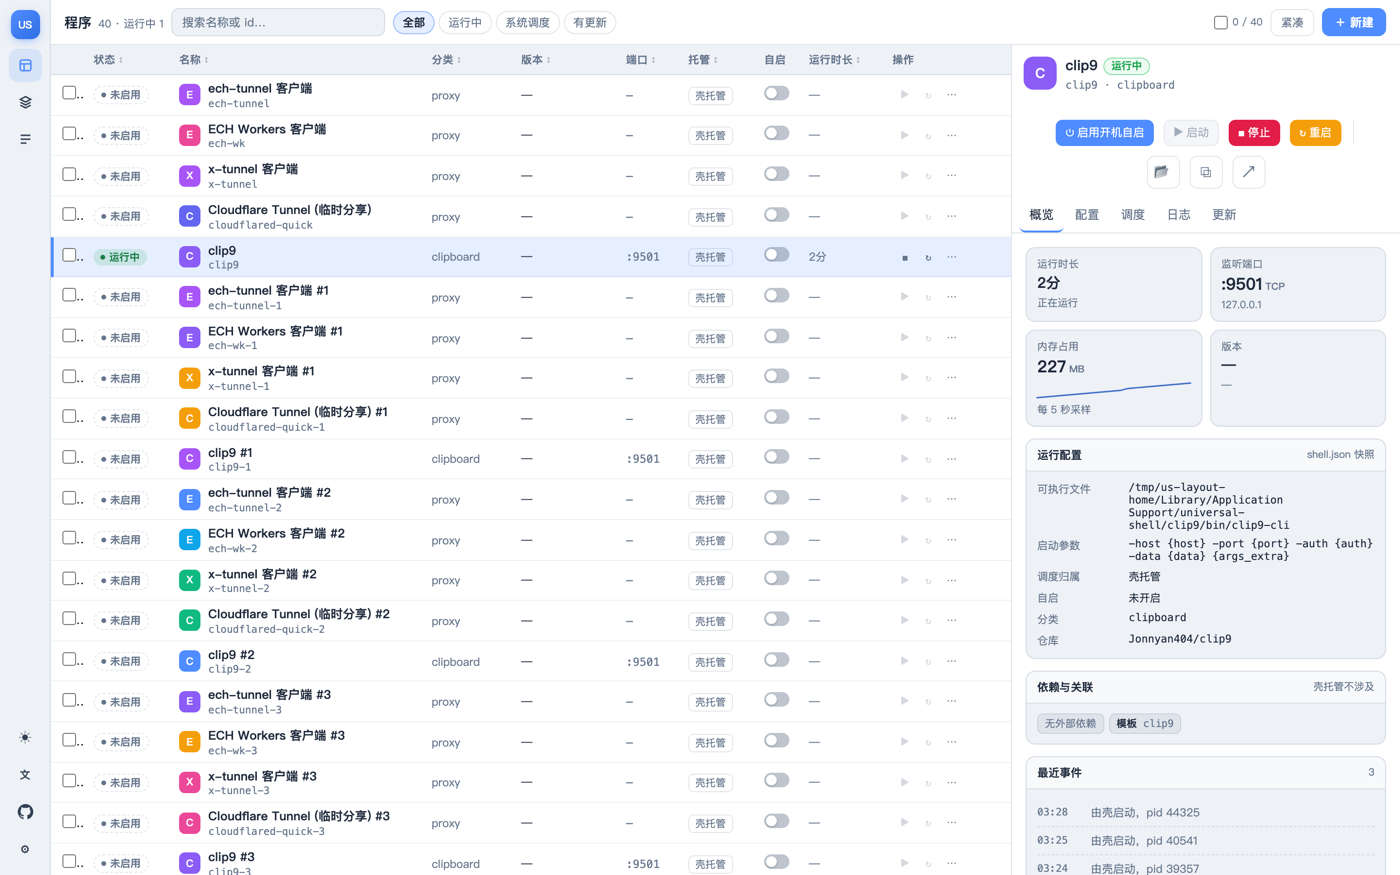 US
程序 40 · 运行中 1 搜索名称或 id... 全部 运行中 系统调度 有更新 0 / 40 紧凑 + 新建
状态 名称 分类 版本 端口 托管 自启 运行时长 操作
未启用 E ech-tunnel 客户端 proxy — – 壳托管 — ...
ech-tunnel
未启用 E ECH Workers 客户端 proxy — – 壳托管 — ...
ech-wk
未启用 X x-tunnel 客户端 proxy — – 壳托管 — ...
x-tunnel
未启用 C Cloudflare Tunnel (临时分享) proxy — – 壳托管 — ...
cloudflared-quick
运行中 C clip9 clipboard — :9501 壳托管 2分 ...
clip9
未启用 E ech-tunnel 客户端 #1 proxy — – 壳托管 — ...
ech-tunnel-1
未启用 E ECH Workers 客户端 #1 proxy — – 壳托管 — ...
ech-wk-1
未启用 X x-tunnel 客户端 #1 proxy — – 壳托管 — ...
x-tunnel-1
未启用 C Cloudflare Tunnel (临时分享) #1 proxy — – 壳托管 — ...
cloudflared-quick-1
未启用 C clip9 #1 clipboard — :9501 壳托管 — ...
clip9-1
未启用 E ech-tunnel 客户端 #2 proxy — – 壳托管 — ...
ech-tunnel-2
未启用 E ECH Workers 客户端 #2 proxy — – 壳托管 — ...
ech-wk-2
未启用 X x-tunnel 客户端 #2 proxy — – 壳托管 — ...
x-tunnel-2
未启用 C Cloudflare Tunnel (临时分享) #2 proxy — – 壳托管 — ...
cloudflared-quick-2
未启用 C clip9 #2 clipboard — :9501 壳托管 — ...
clip9-2
未启用 E ech-tunnel 客户端 #3 proxy — – 壳托管 — ...
ech-tunnel-3
未启用 E ECH Workers 客户端 #3 proxy — – 壳托管 — ...
ech-wk-3
未启用 X x-tunnel 客户端 #3 proxy — – 壳托管 — ...
x-tunnel-3
未启用 C Cloudflare Tunnel (临时分享) #3 proxy — – 壳托管 — ...
cloudflared-quick-3
未启用 C clip9 #3 clipboard — :9501 壳托管 — ...
clip9-3
文
C clip9 运行中
clip9 · clipboard
启用开机自启 启动 停止 重启
概览 配置 调度 日志 更新
运行时长
2分
正在运行
监听端口
:9501 TCP
127.0.0.1
内存占用
227 MB
每 5 秒采样
版本
—
—
运行配置 shell.json 快照
可执行文件 /tmp/us-layout-
home/Library/Application
Support/universal-
shell/clip9/bin/clip9-cli
启动参数 -host {host} -port {port} -auth {auth}
-data {data} {args_extra}
调度归属 壳托管
自启 未开启
分类 clipboard
仓库 Jonnyan404/clip9
依赖与关联 壳托管不涉及
无外部依赖 模板 clip9
最近事件 3
03:28 由壳启动，pid 44325
03:25 由壳启动，pid 40541
03:24 由壳启动，pid 39357